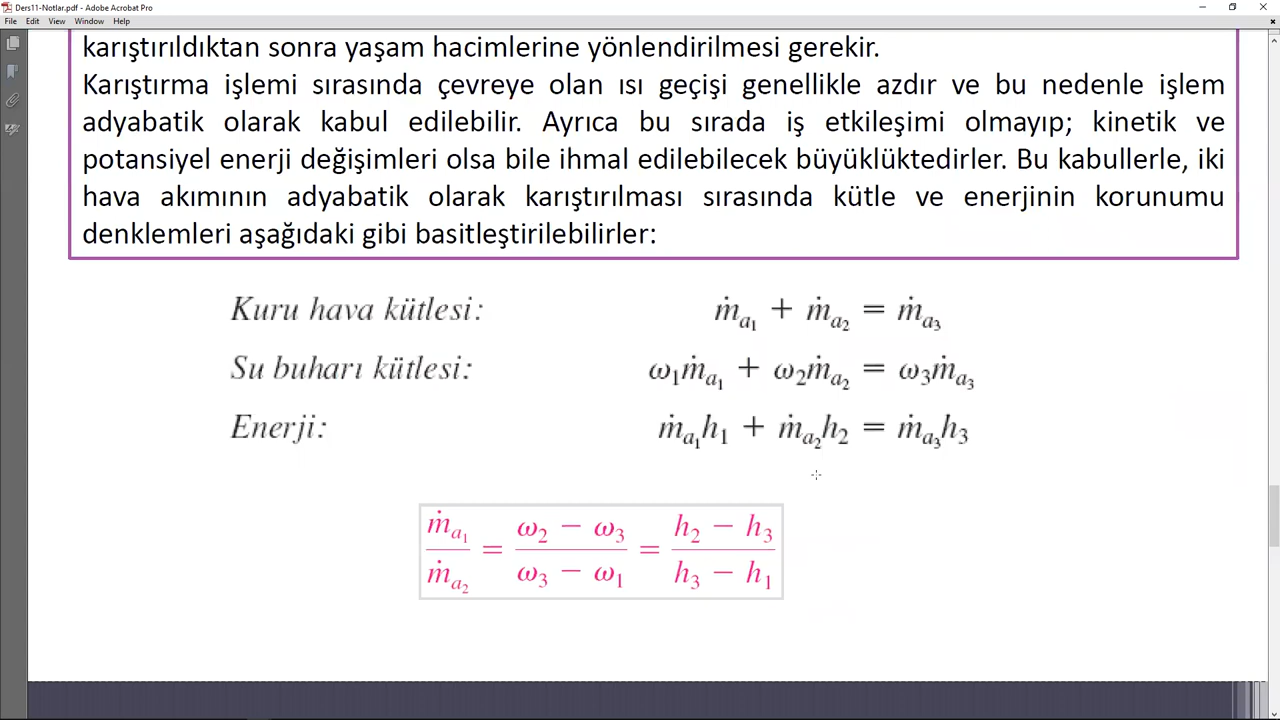 Ders11-Notlar.pdf - Adobe Acrobat Pro
File Edit View Window Help
karıştırıldıktan sonra yaşam hacimlerine yönlendirilmesi gerekir.
Karıştırma işlemi sırasında çevreye olan ısı geçişi genellikle azdır ve bu nedenle işlem
adyabatik olarak kabul edilebilir. Ayrıca bu sırada iş etkileşimi olmayıp; kinetik ve
potansiyel enerji değişimleri olsa bile ihmal edilebilecek büyüklüktedirler. Bu kabullerle, iki
hava akımının adyabatik olarak karıştırılması sırasında kütle ve enerjinin korunumu
denklemleri aşağıdaki gibi basitleştirilebilirler:
Kuru hava kütlesi: ṁa₁ + ṁa₂ = ṁa₃
Su buharı kütlesi: ω₁ṁa₁ + ω₂ṁa₂ = ω₃ṁa₃
Enerji: ṁa₁h₁ + ṁa₂h₂ = ṁa₃h₃
ṁa₁/ṁa₂ = (ω₂ − ω₃)/(ω₃ − ω₁) = (h₂ − h₃)/(h₃ − h₁)